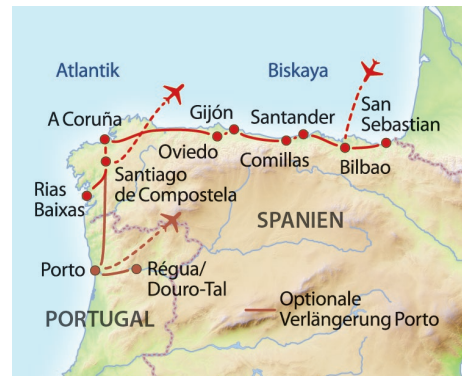 Atlantik
Biskaya
A Coruña
Gijón
Santander
San
Sebastian
Oviedo
Comillas
Bilbao
Santiago
de Compostela
Rias
Baixas
SPANIEN
Porto
Régua/
Douro-Tal
PORTUGAL
Optionale
Verlängerung Porto